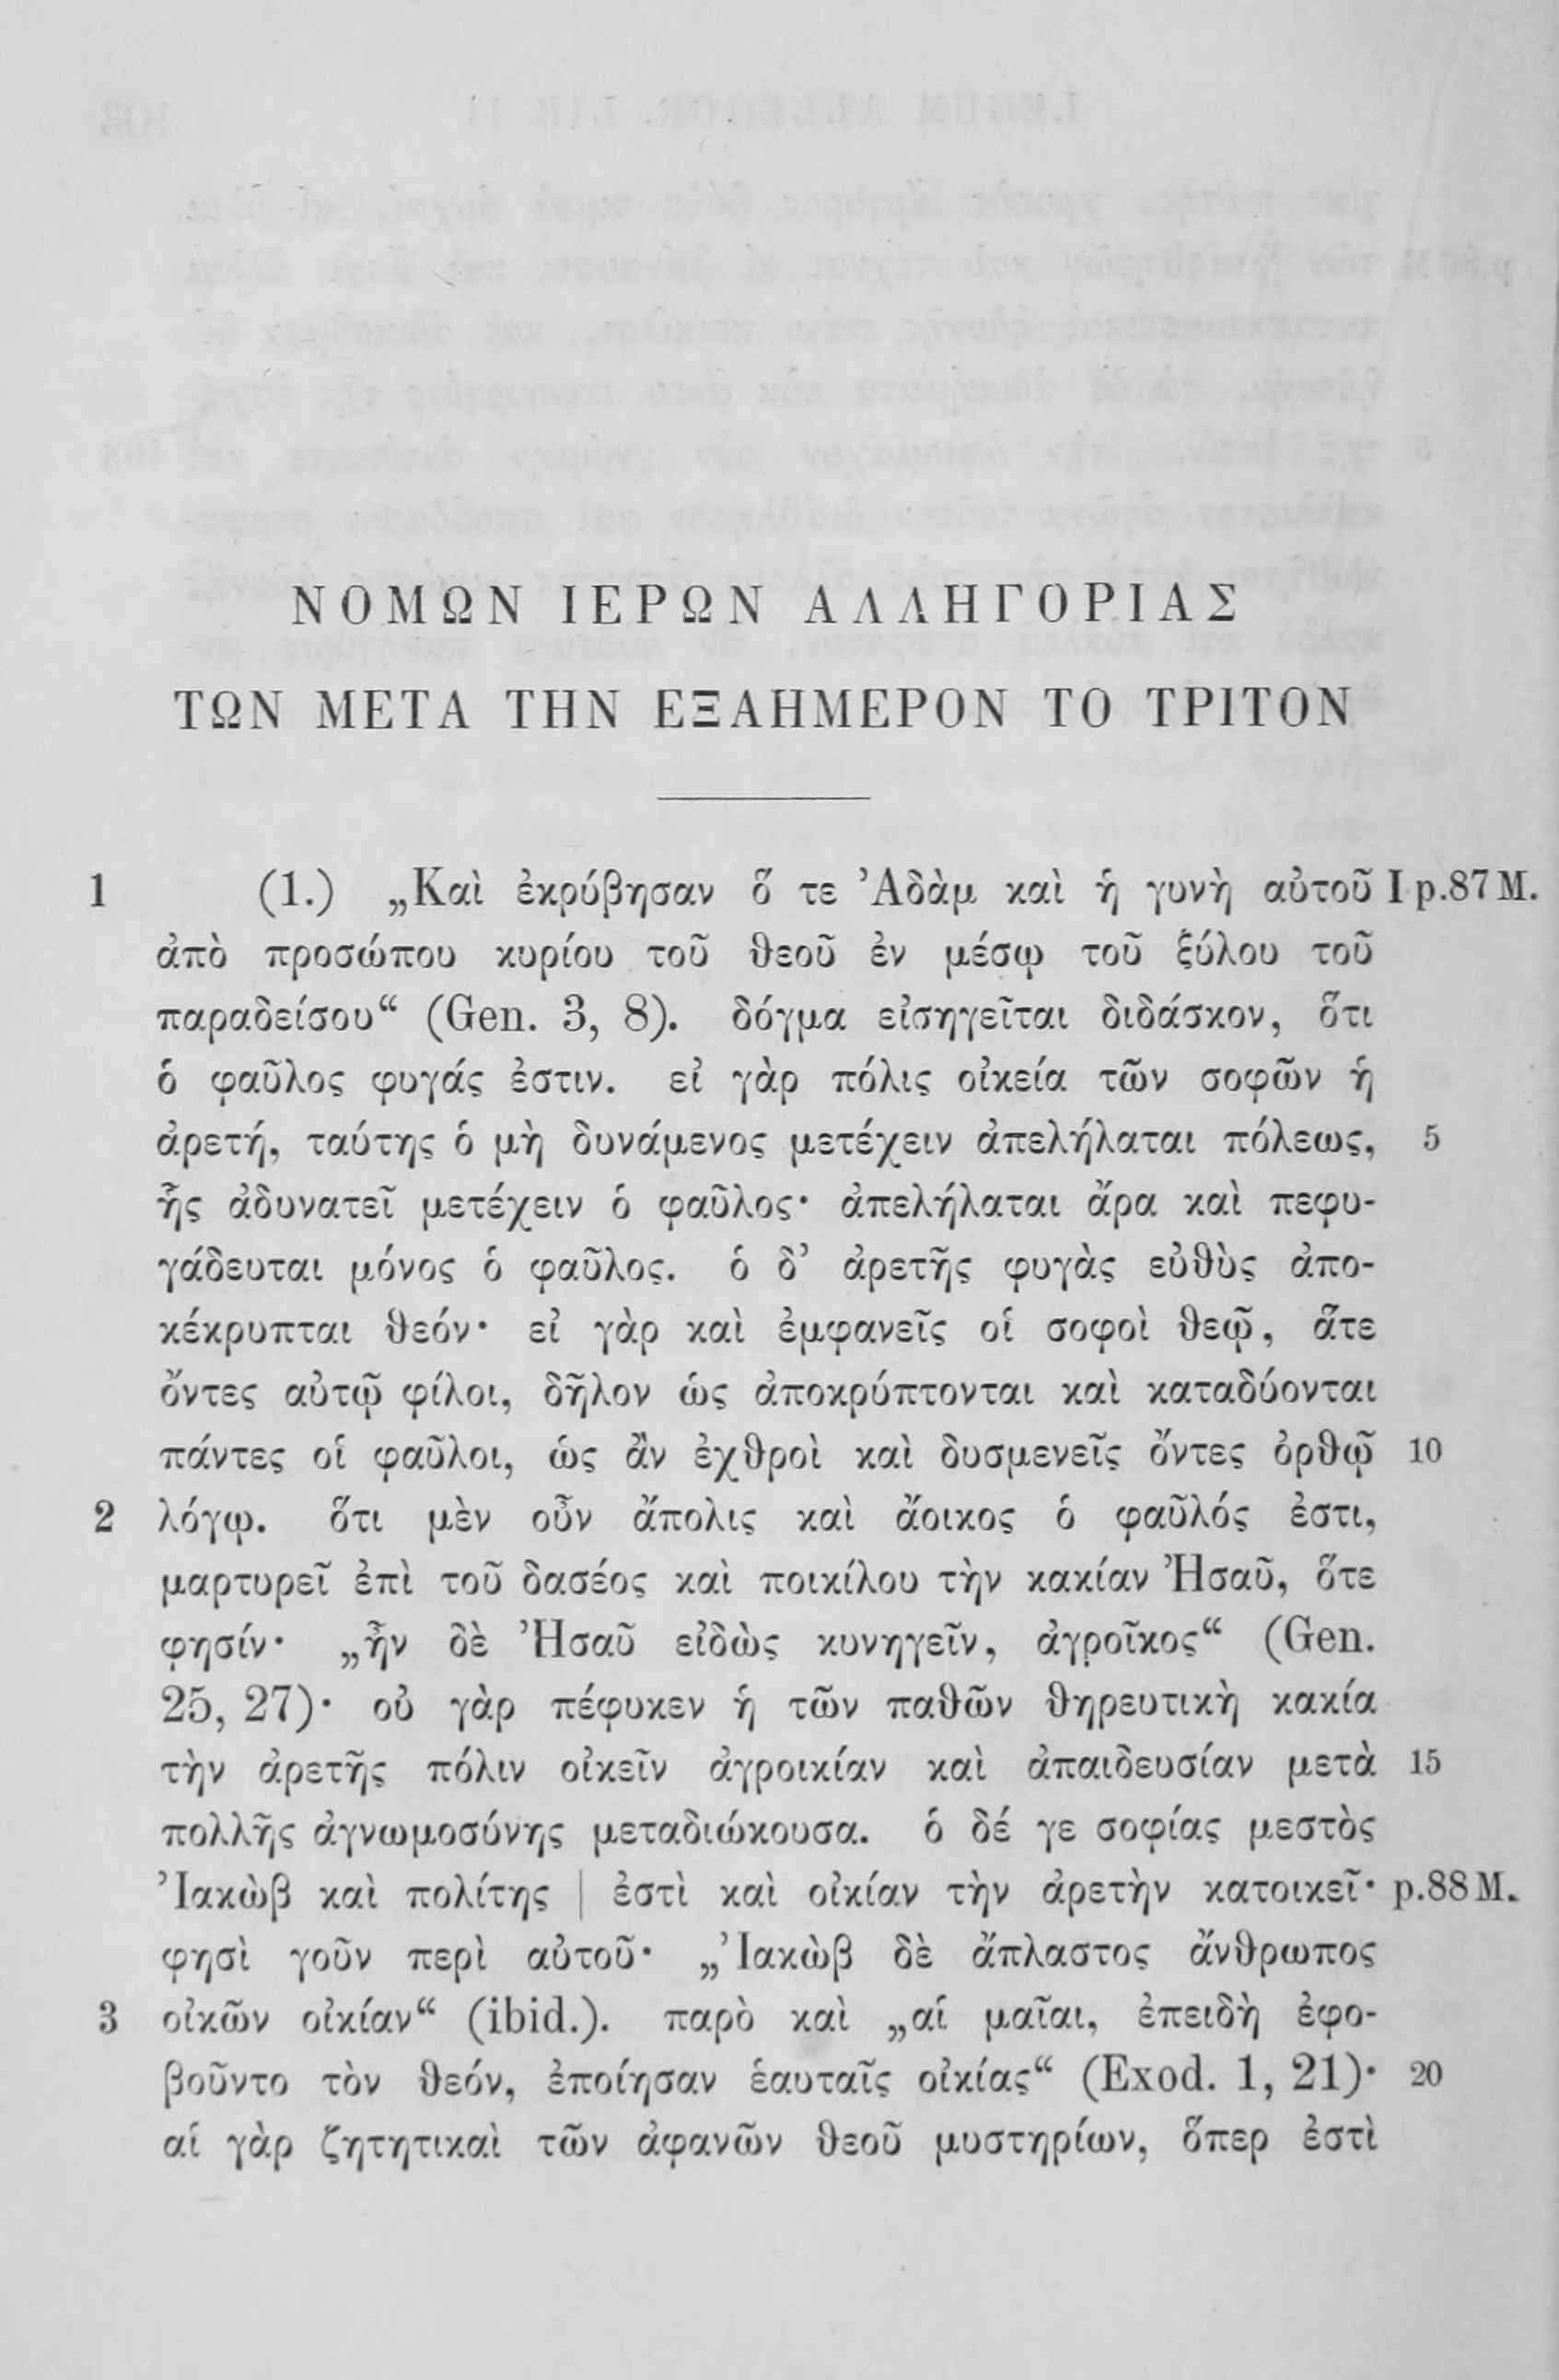 ΝΟΜΩΝ ΙΕΡΩΝ ΑΛΛΗΓΟΡΙΑΣ
ΤΩΝ ΜΕΤΑ ΤΗΝ ΕΞΑΗΜΕΡΟΝ ΤΟ ΤΡΙΤΟΝ
1 (1.) „Καὶ ἐκρύβησαν ὅ τε Ἀδὰμ καὶ ἡ γυνὴ αὐτοῦ I p.87 M.
ἀπὸ προσώπου κυρίου τοῦ θεοῦ ἐν μέσῳ τοῦ ξύλου τοῦ
παραδείσου“ (Gen. 3, 8). δόγμα εἰσηγεῖται διδάσκον, ὅτι
ὁ φαῦλος φυγάς ἐστιν. εἰ γὰρ πόλις οἰκεία τῶν σοφῶν ἡ
ἀρετή, ταύτης ὁ μὴ δυνάμενος μετέχειν ἀπελήλαται πόλεως, 5
ἧς ἀδυνατεῖ μετέχειν ὁ φαῦλος· ἀπελήλαται ἄρα καὶ πεφυ-
γάδευται μόνος ὁ φαῦλος. ὁ δ’ ἀρετῆς φυγὰς εὐθὺς ἀπο-
κέκρυπται θεόν· εἰ γὰρ καὶ ἐμφανεῖς οἱ σοφοὶ θεῷ, ἅτε
ὄντες αὐτῷ φίλοι, δῆλον ὡς ἀποκρύπτονται καὶ καταδύονται
πάντες οἱ φαῦλοι, ὡς ἂν ἐχθροὶ καὶ δυσμενεῖς ὄντες ὀρθῷ 10
2 λόγῳ. ὅτι μὲν οὖν ἄπολις καὶ ἄοικος ὁ φαῦλός ἐστι,
μαρτυρεῖ ἐπὶ τοῦ δασέος καὶ ποικίλου τὴν κακίαν Ἠσαῦ, ὅτε
φησίν· „ἦν δὲ Ἠσαῦ εἰδὼς κυνηγεῖν, ἀγροῖκος“ (Gen.
25, 27)· οὐ γὰρ πέφυκεν ἡ τῶν παθῶν θηρευτικὴ κακία
τὴν ἀρετῆς πόλιν οἰκεῖν ἀγροικίαν καὶ ἀπαιδευσίαν μετὰ 15
πολλῆς ἀγνωμοσύνης μεταδιώκουσα. ὁ δέ γε σοφίας μεστὸς
Ἰακὼβ καὶ πολίτης | ἐστὶ καὶ οἰκίαν τὴν ἀρετὴν κατοικεῖ· p.88 M.
φησὶ γοῦν περὶ αὐτοῦ· „Ἰακὼβ δὲ ἄπλαστος ἄνθρωπος
3 οἰκῶν οἰκίαν“ (ibid.). παρὸ καὶ „αἱ μαῖαι, ἐπειδὴ ἐφο-
βοῦντο τὸν θεόν, ἐποίησαν ἑαυταῖς οἰκίας“ (Exod. 1, 21)· 20
αἱ γὰρ ζητητικαὶ τῶν ἀφανῶν θεοῦ μυστηρίων, ὅπερ ἐστὶ